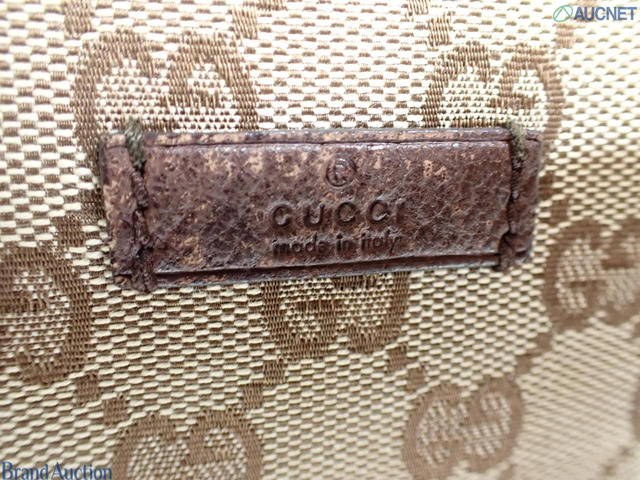 AUCNET
®
GUCCI
made in italy
Brand Auction